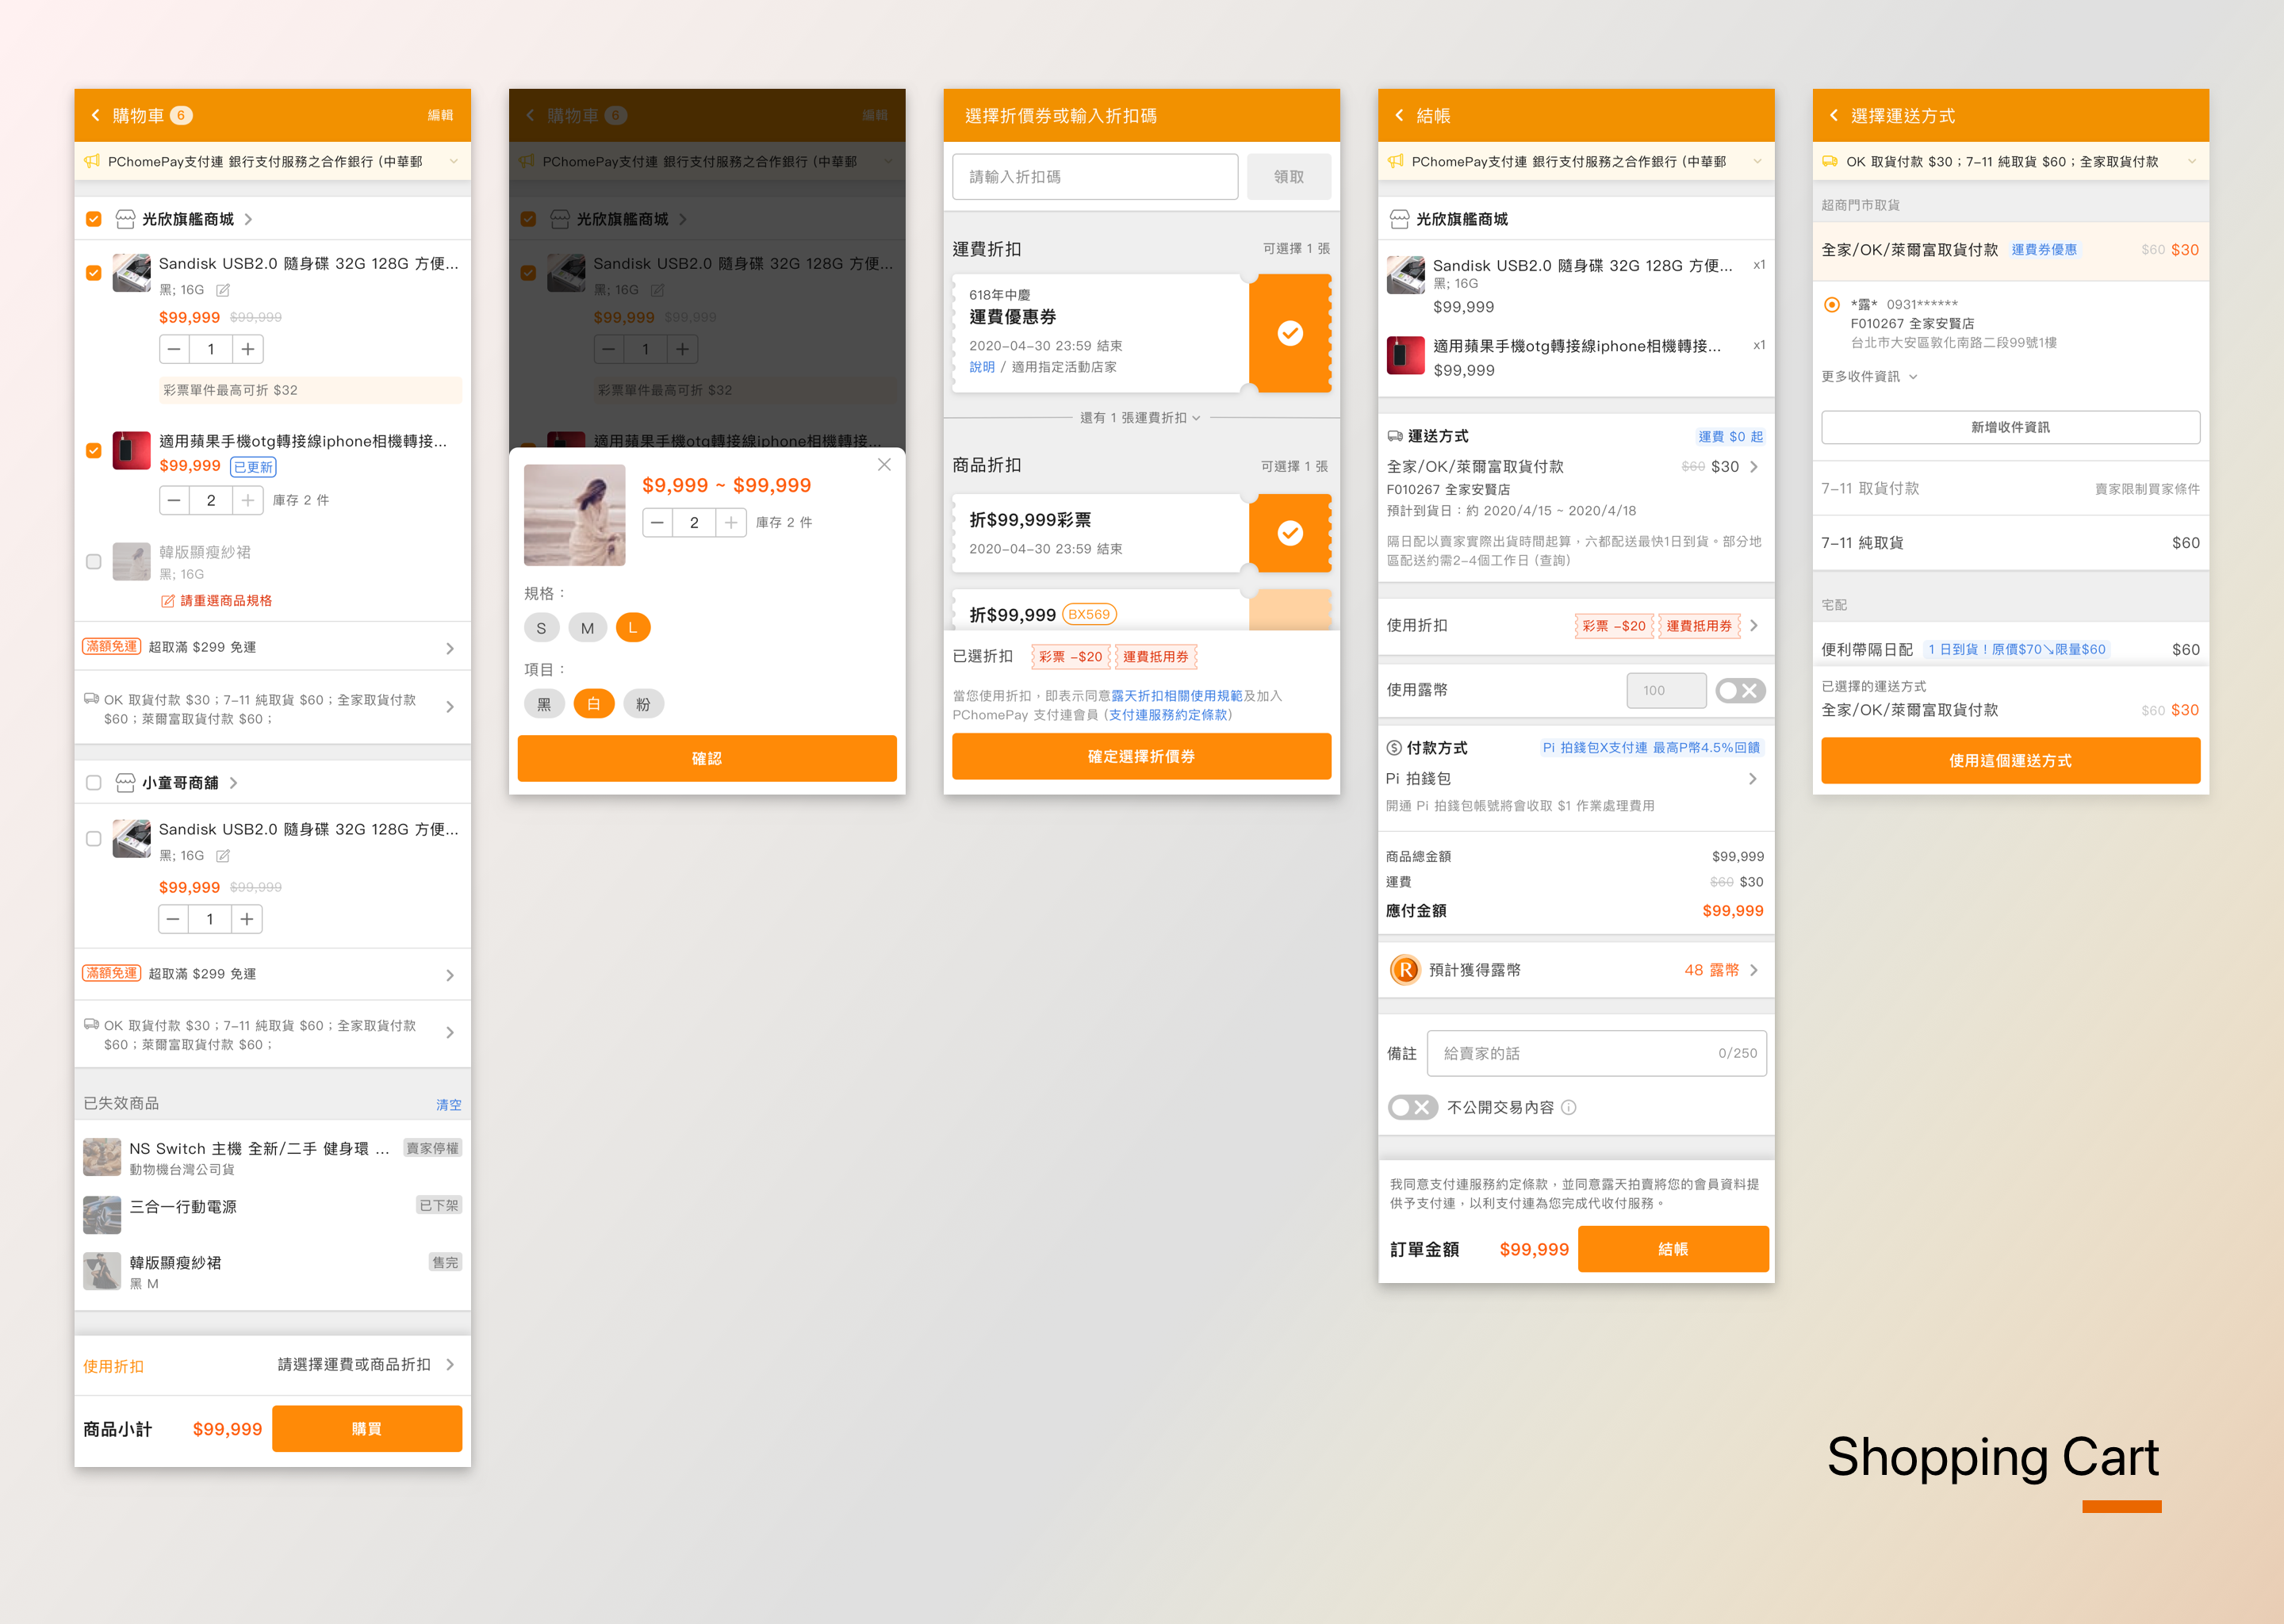 購物車 6 編輯
PChomePay支付連 銀行支付服務之合作銀行 (中華郵
光欣旗艦商城
Sandisk USB2.0 隨身碟 32G 128G 方便...
黑; 16G
$99,999 $99,999
1
彩票單件最高可折 $32
適用蘋果手機otg轉接線iphone相機轉接...
$99,999 已更新
2 庫存 2 件
韓版顯瘦紗裙
黑; 16G
請重選商品規格
滿額免運 超取滿 $299 免運
OK 取貨付款 $30；7-11 純取貨 $60；全家取貨付款
$60；萊爾富取貨付款 $60；
小童哥商舖
Sandisk USB2.0 隨身碟 32G 128G 方便...
黑; 16G
$99,999 $99,999
1
滿額免運 超取滿 $299 免運
OK 取貨付款 $30；7-11 純取貨 $60；全家取貨付款
$60；萊爾富取貨付款 $60；
已失效商品 清空
NS Switch 主機 全新/二手 健身環 ... 賣家停權
動物機台灣公司貨
三合一行動電源 已下架
韓版顯瘦紗裙 售完
黑 M
使用折扣 請選擇運費或商品折扣
商品小計 $99,999 購買
購物車 6 編輯
PChomePay支付連 銀行支付服務之合作銀行 (中華郵
光欣旗艦商城
Sandisk USB2.0 隨身碟 32G 128G 方便...
黑; 16G
$99,999 $99,999
1
彩票單件最高可折 $32
適用蘋果手機otg轉接線iphone相機轉接...
$9,999 ~ $99,999
2 庫存 2 件
規格：
S M L
項目：
黑 白 粉
確認
選擇折價券或輸入折扣碼
請輸入折扣碼 領取
運費折扣 可選擇 1 張
618年中慶
運費優惠券
2020-04-30 23:59 結束
說明 / 適用指定活動店家
還有 1 張運費折扣
商品折扣 可選擇 1 張
折$99,999彩票
2020-04-30 23:59 結束
折$99,999 BX569
已選折扣 彩票 -$20 運費抵用券
當您使用折扣，即表示同意露天折扣相關使用規範及加入
PChomePay 支付連會員 (支付連服務約定條款)
確定選擇折價券
結帳
PChomePay支付連 銀行支付服務之合作銀行 (中華郵
光欣旗艦商城
Sandisk USB2.0 隨身碟 32G 128G 方便... x1
黑; 16G
$99,999
適用蘋果手機otg轉接線iphone相機轉接... x1
$99,999
運送方式 運費 $0 起
全家/OK/萊爾富取貨付款 $60 $30
F010267 全家安賢店
預計到貨日：約 2020/4/15 ~ 2020/4/18
隔日配以賣家實際出貨時間起算，六都配送最快1日到貨。部分地
區配送約需2-4個工作日 (查詢)
使用折扣 彩票 -$20 運費抵用券
使用露幣 100
付款方式 Pi 拍錢包X支付連 最高P幣4.5%回饋
Pi 拍錢包
開通 Pi 拍錢包帳號將會收取 $1 作業處理費用
商品總金額 $99,999
運費 $60 $30
應付金額 $99,999
R 預計獲得露幣 48 露幣
備註 給賣家的話 0/250
不公開交易內容
我同意支付連服務約定條款，並同意露天拍賣將您的會員資料提
供予支付連，以利支付連為您完成代收付服務。
訂單金額 $99,999 結帳
選擇運送方式
OK 取貨付款 $30；7-11 純取貨 $60；全家取貨付款
超商門市取貨
全家/OK/萊爾富取貨付款 運費券優惠 $60 $30
*露* 0931******
F010267 全家安賢店
台北市大安區敦化南路二段99號1樓
更多收件資訊
新增收件資訊
7-11 取貨付款 賣家限制買家條件
7-11 純取貨 $60
宅配
便利帶隔日配 1 日到貨！原價$70↘限量$60 $60
已選擇的運送方式
全家/OK/萊爾富取貨付款 $60 $30
使用這個運送方式
Shopping Cart